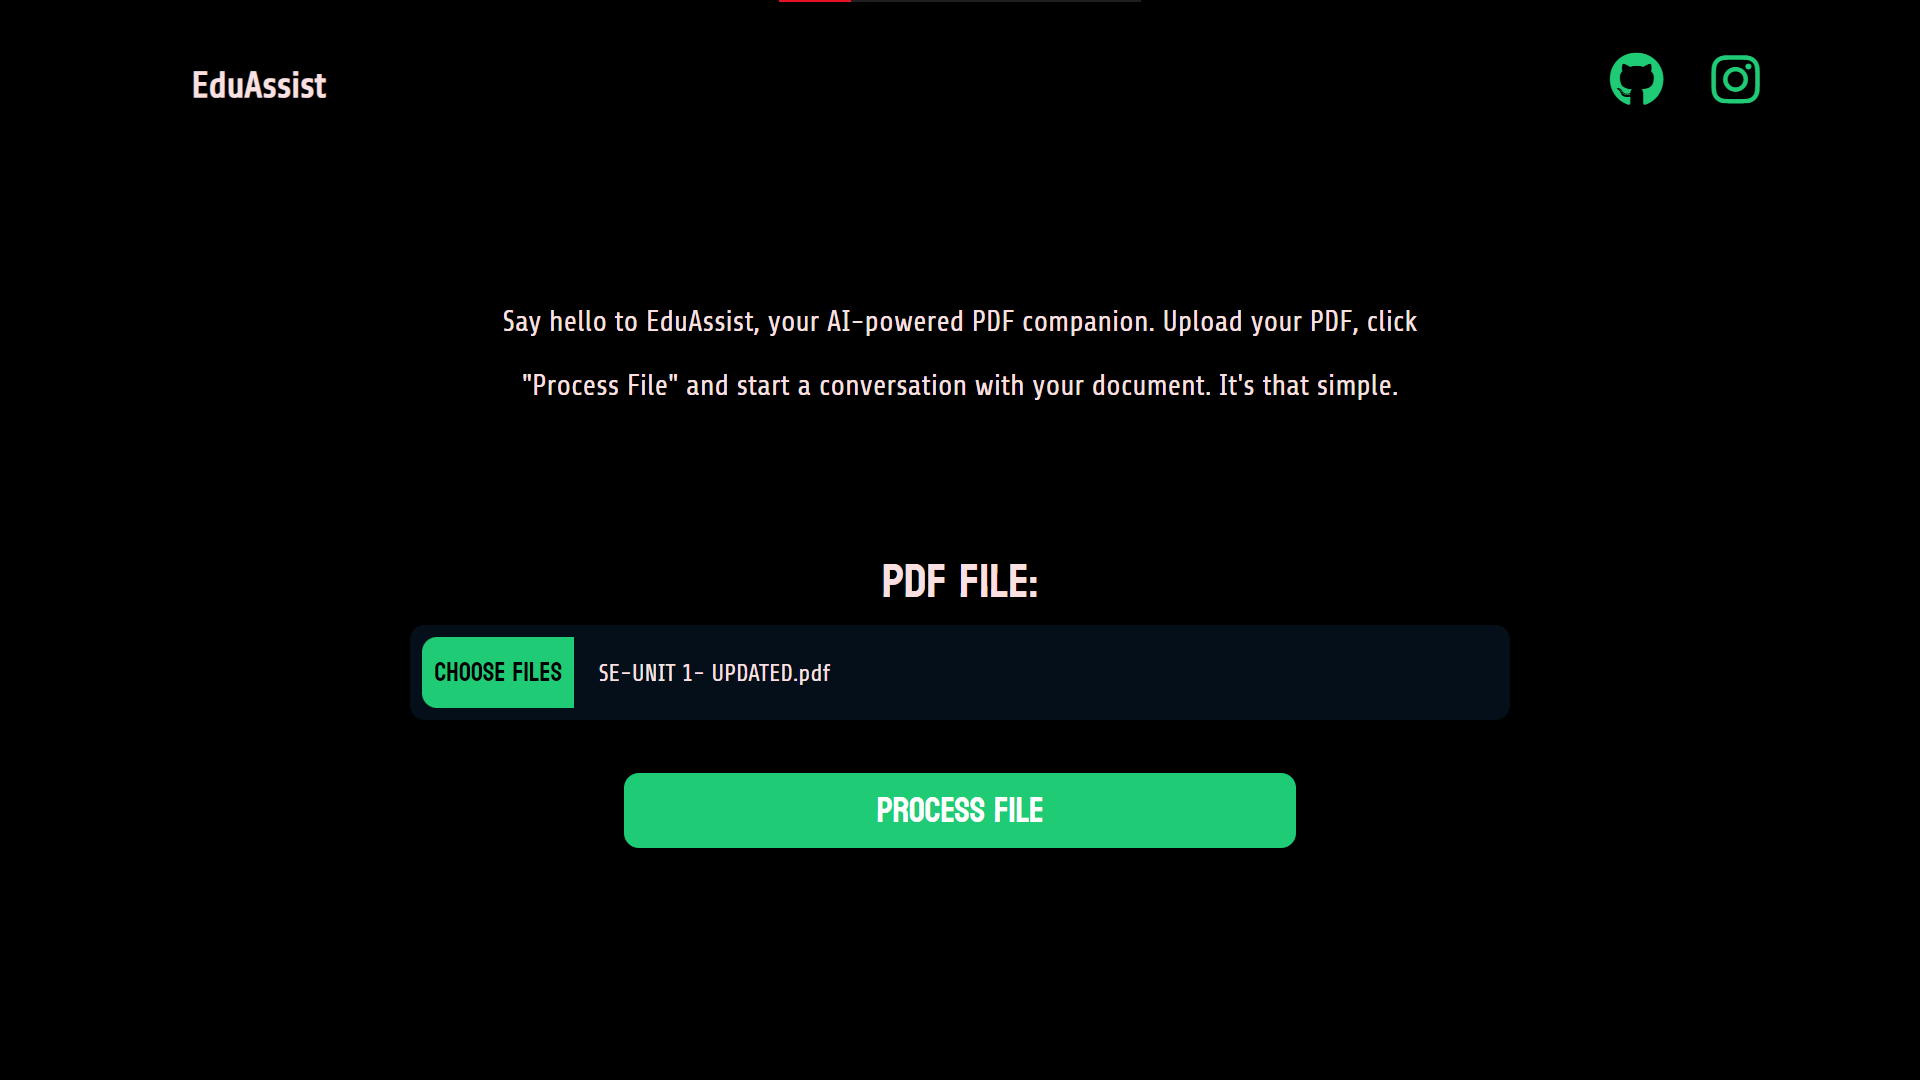 EduAssist
Say hello to EduAssist, your AI-powered PDF companion. Upload your PDF, click
"Process File" and start a conversation with your document. It's that simple.
PDF FILE:
CHOOSE FILES SE-UNIT 1- UPDATED.pdf
PROCESS FILE